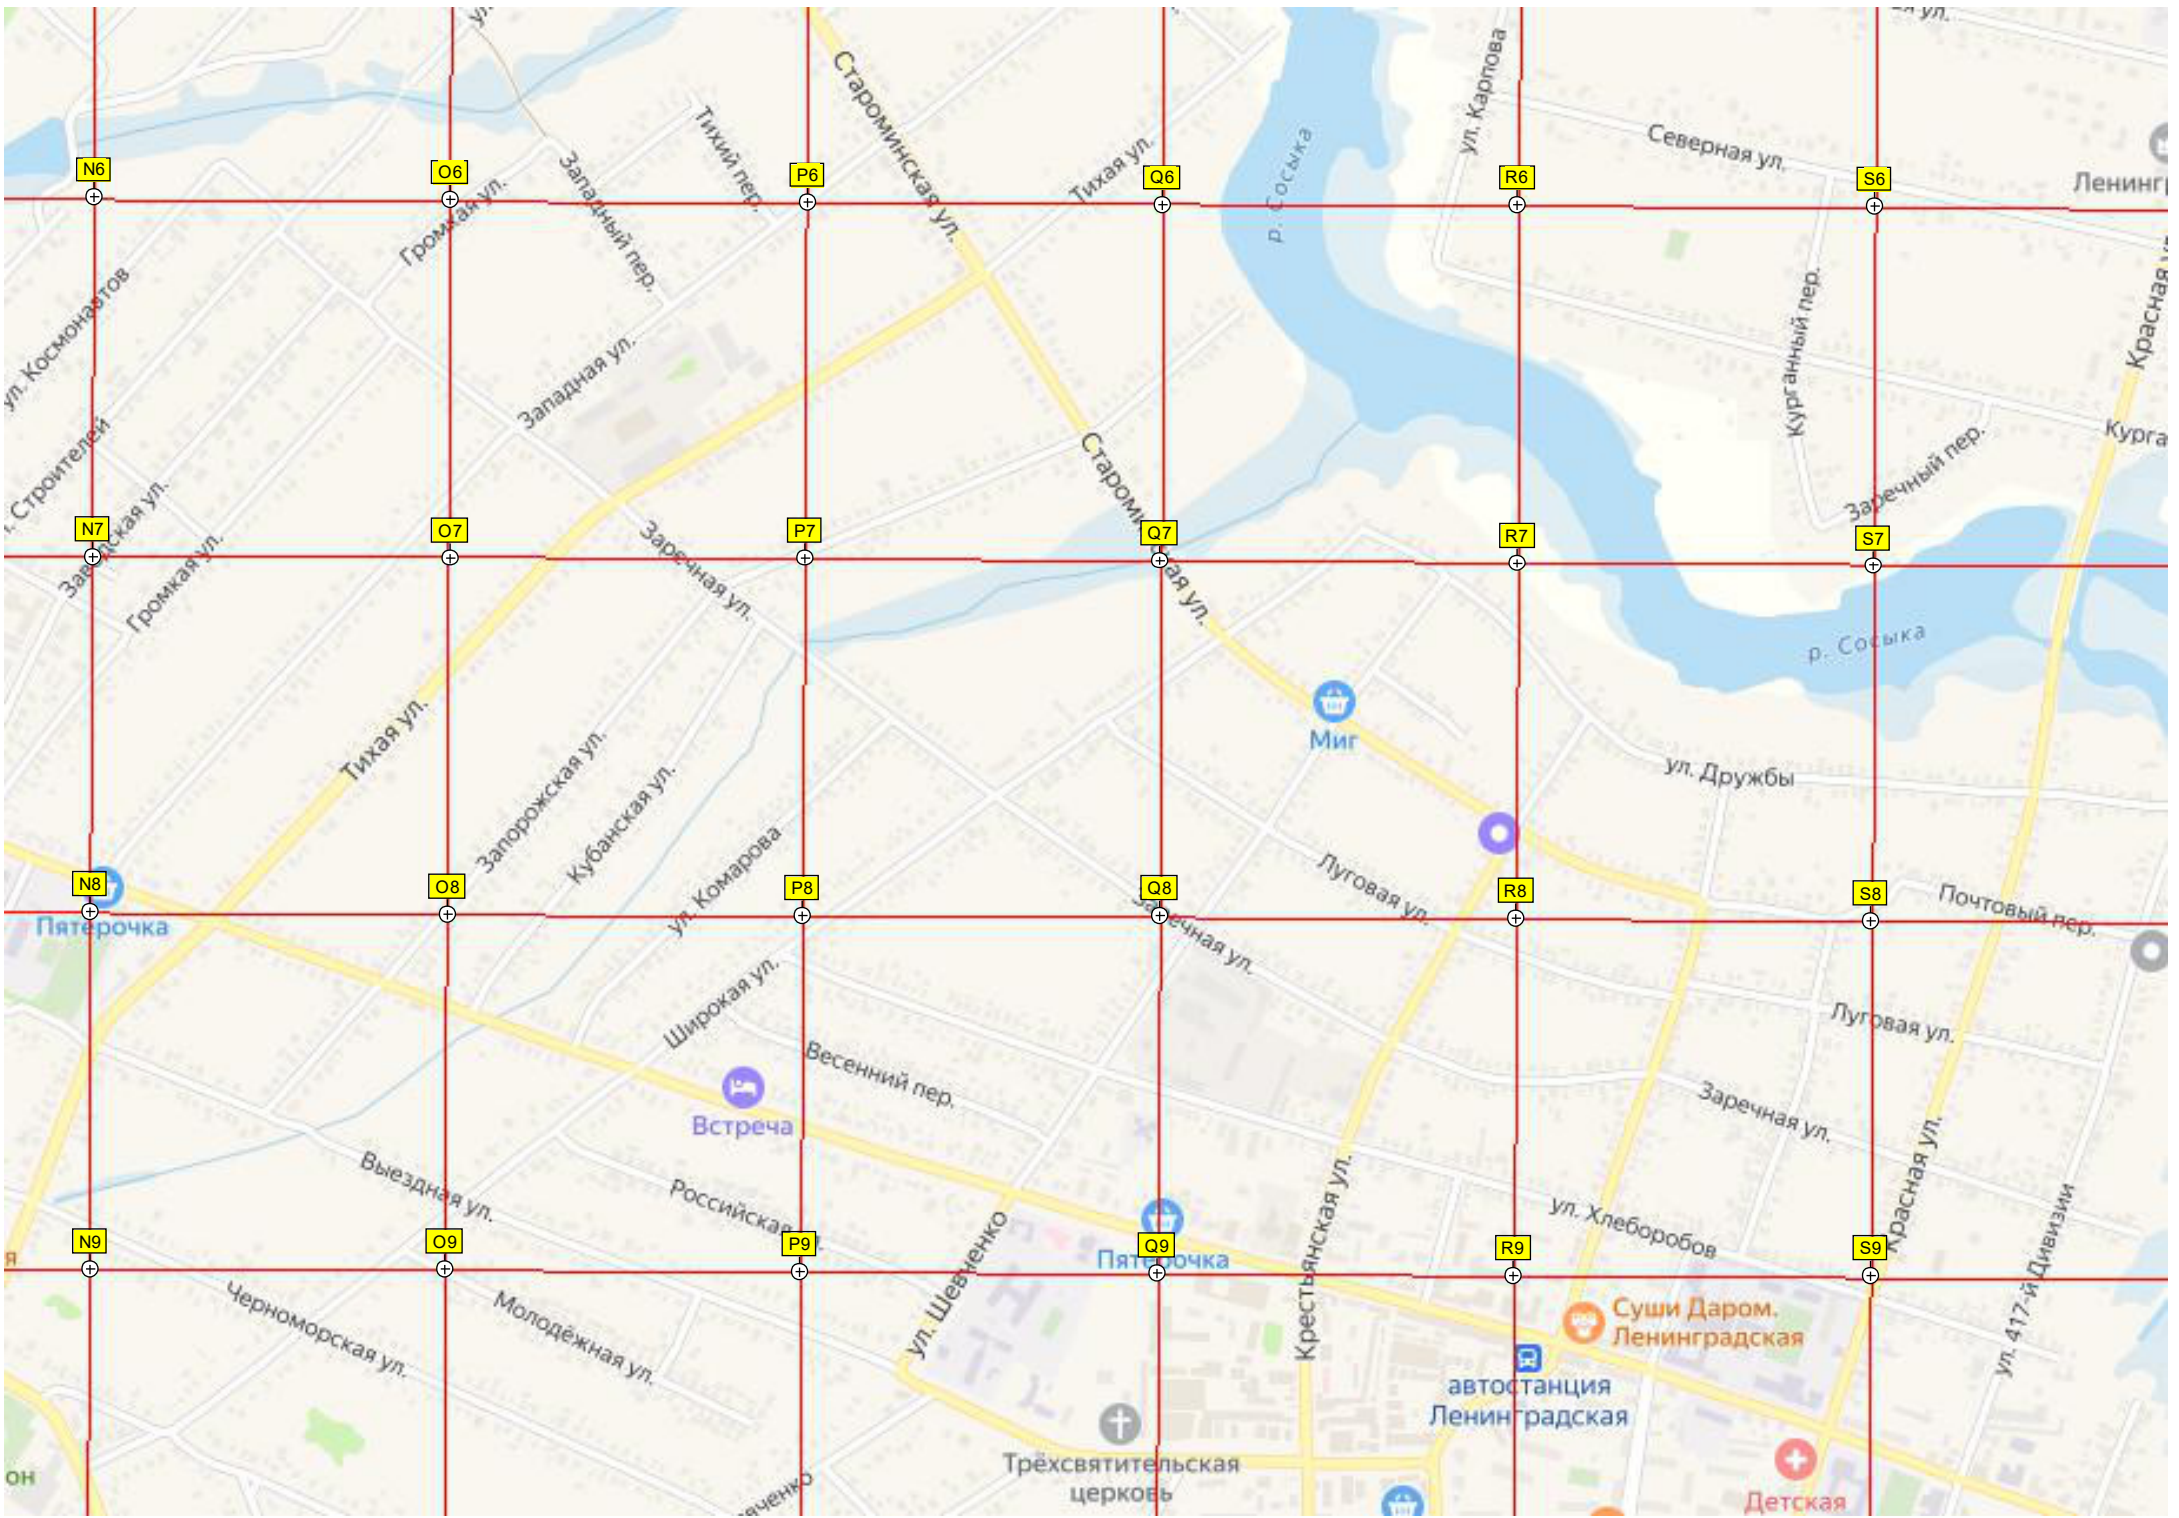 ул. Карпова
Староминская ул.
Тихий пер.
Северная ул.
р. Сосыка
Тихая ул.
Западный пер.
N6
O6
P6
Q6
R6
S6
Громкая ул.
ул. Космонавтов
Курганный пер.
Красная
Западная ул.
Заречный пер.
N7
O7
P7
Q7
R7
S7
Громкая ул.
Заречная ул.
р. Сосыка
Тихая ул.
Миг
ул. Дружбы
Запорожская ул.
Кубанская ул.
ул. Комарова
Луговая ул.
N8
O8
P8
Q8
R8
S8
Почтовый пер.
Пятёрочка
Заречная ул.
Широкая ул.
Луговая ул.
Весенний пер.
Встреча
Заречная ул.
Выездная ул.
Российская
ул. Шевченко
Крестьянская ул.
ул. Хлеборобов
Красная ул.
ул. 417-й Дивизии
N9
O9
P9
Q9
R9
S9
Пятёрочка
Черноморская ул.
Молодёжная ул.
Суши Даром.
Ленинградская
автостанция
Ленинградская
Трёхсвятительская
церковь
Детская